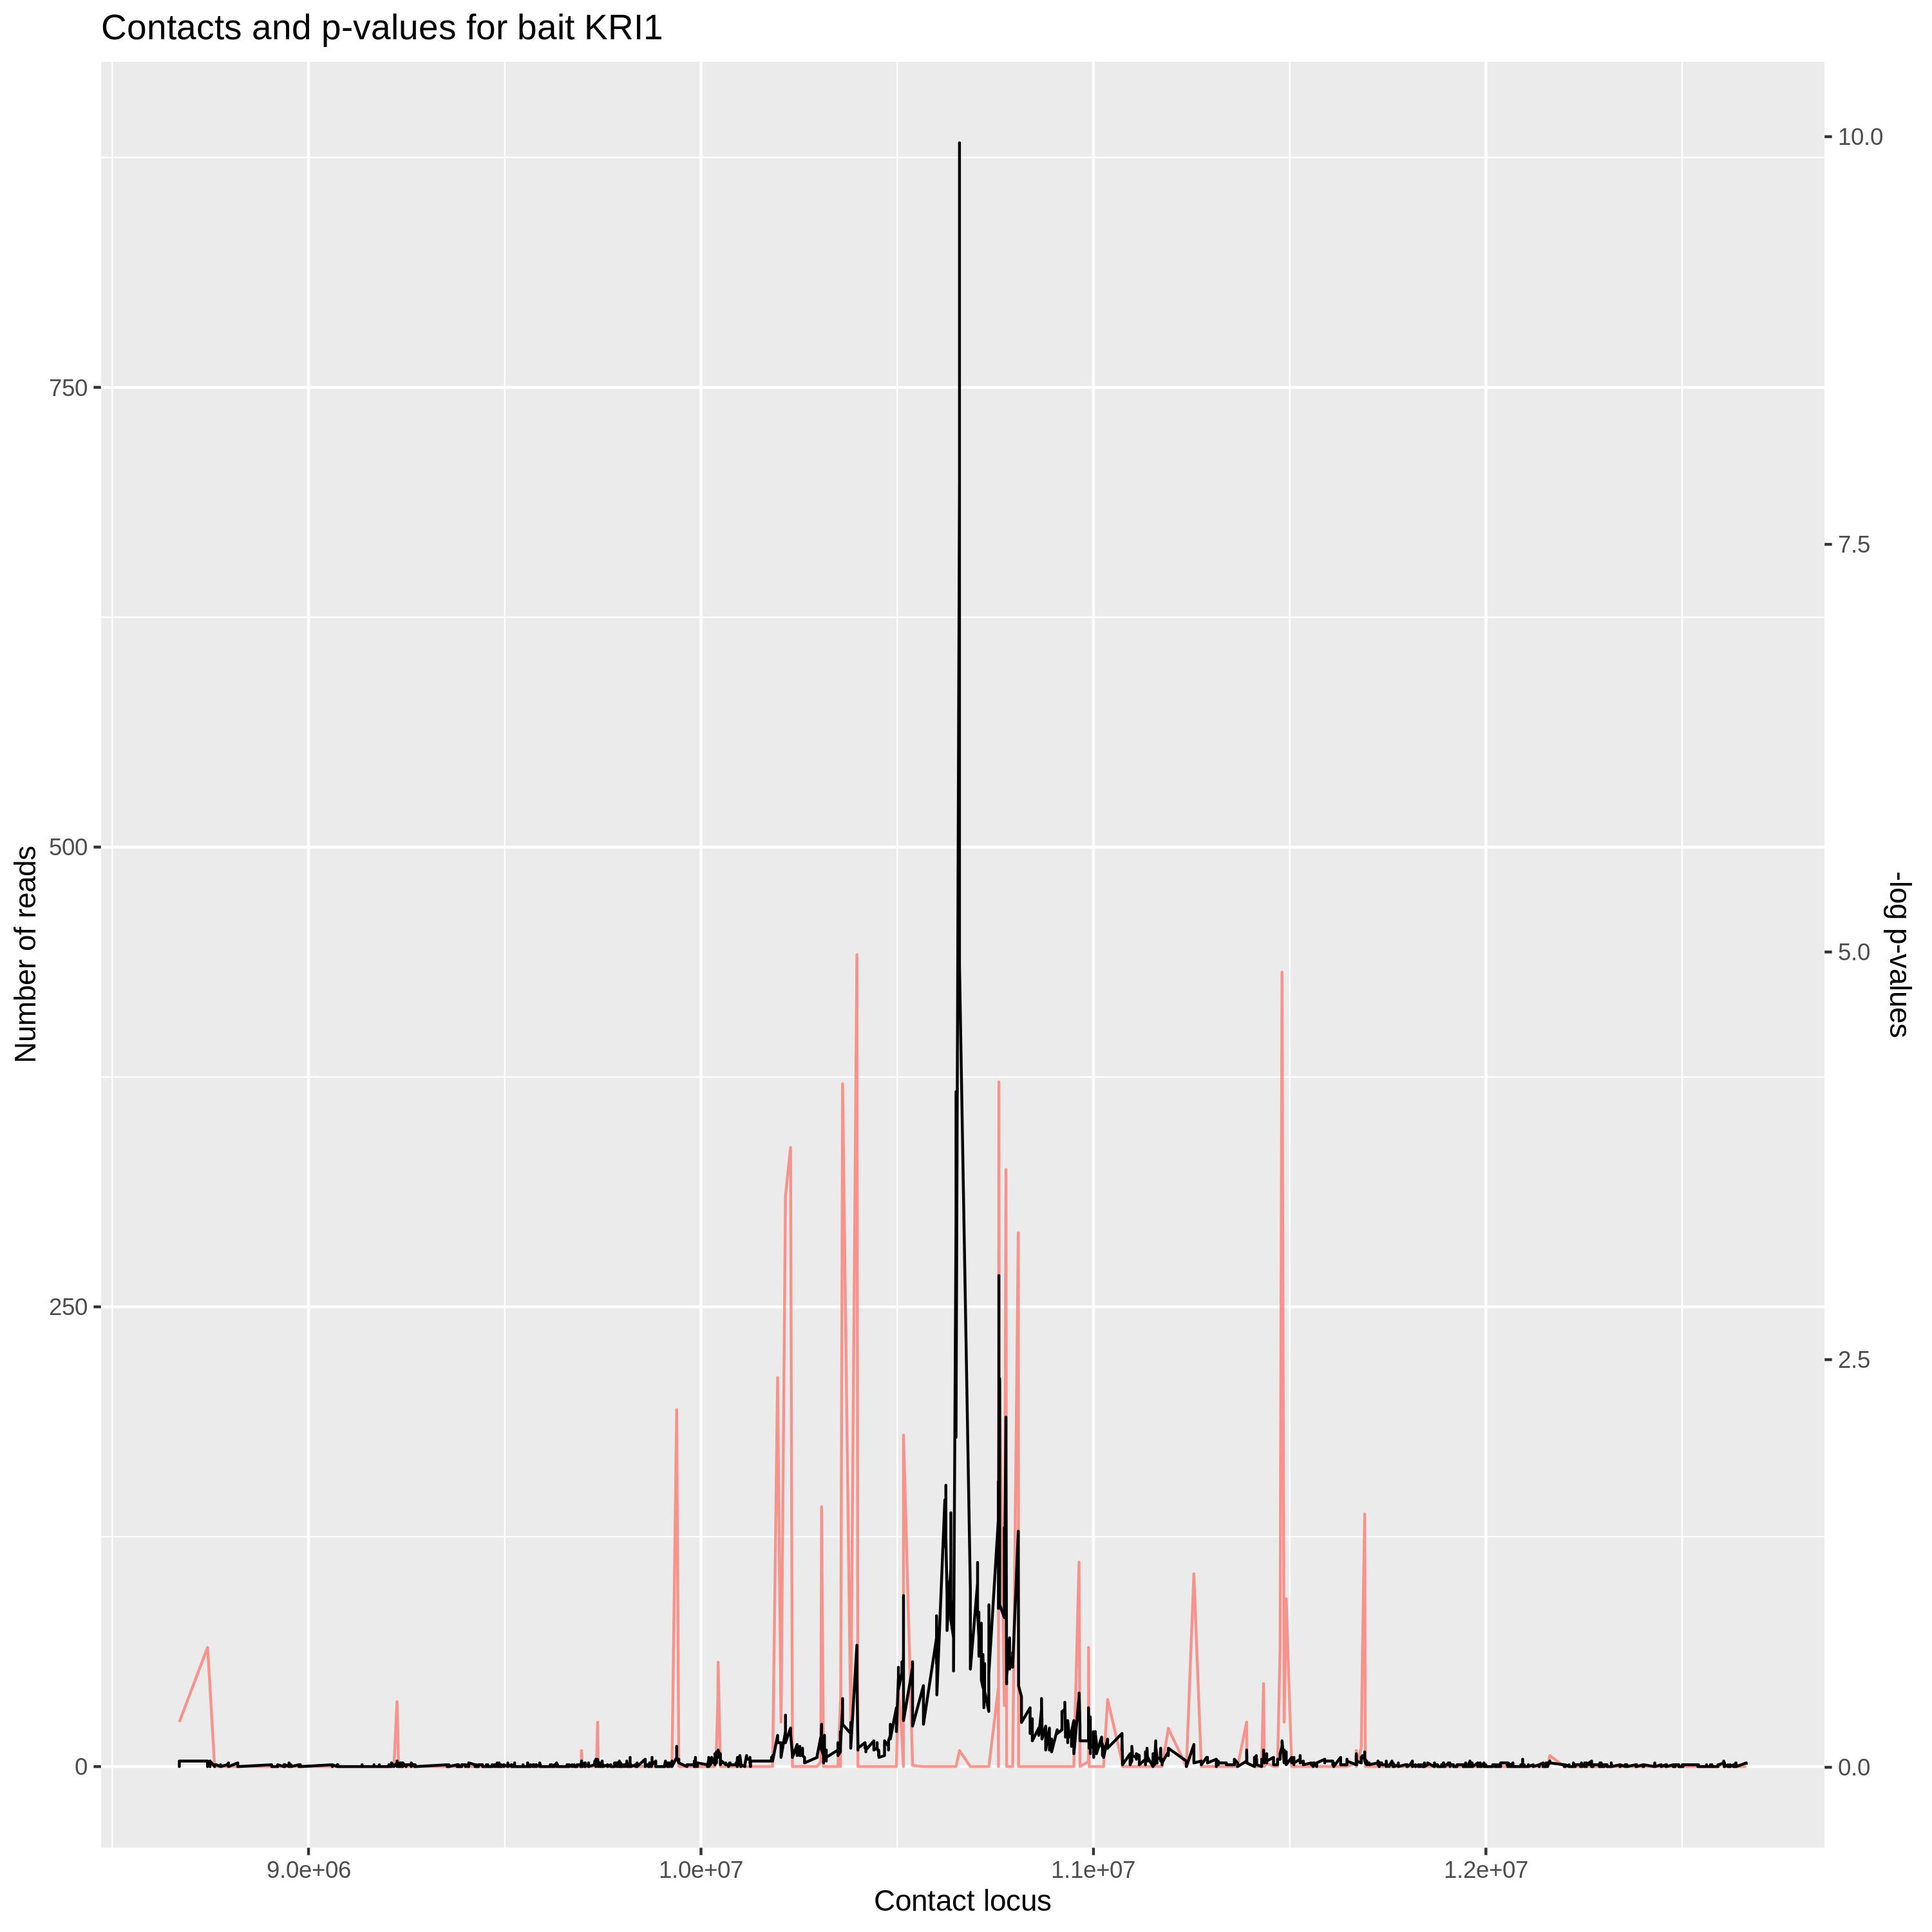 Contacts and p-values for bait KRI1
10.0
750
7.5
500
Number of reads
-log p-values
5.0
250
2.5
0
0.0
9.0e+06
1.0e+07
1.1e+07
1.2e+07
Contact locus